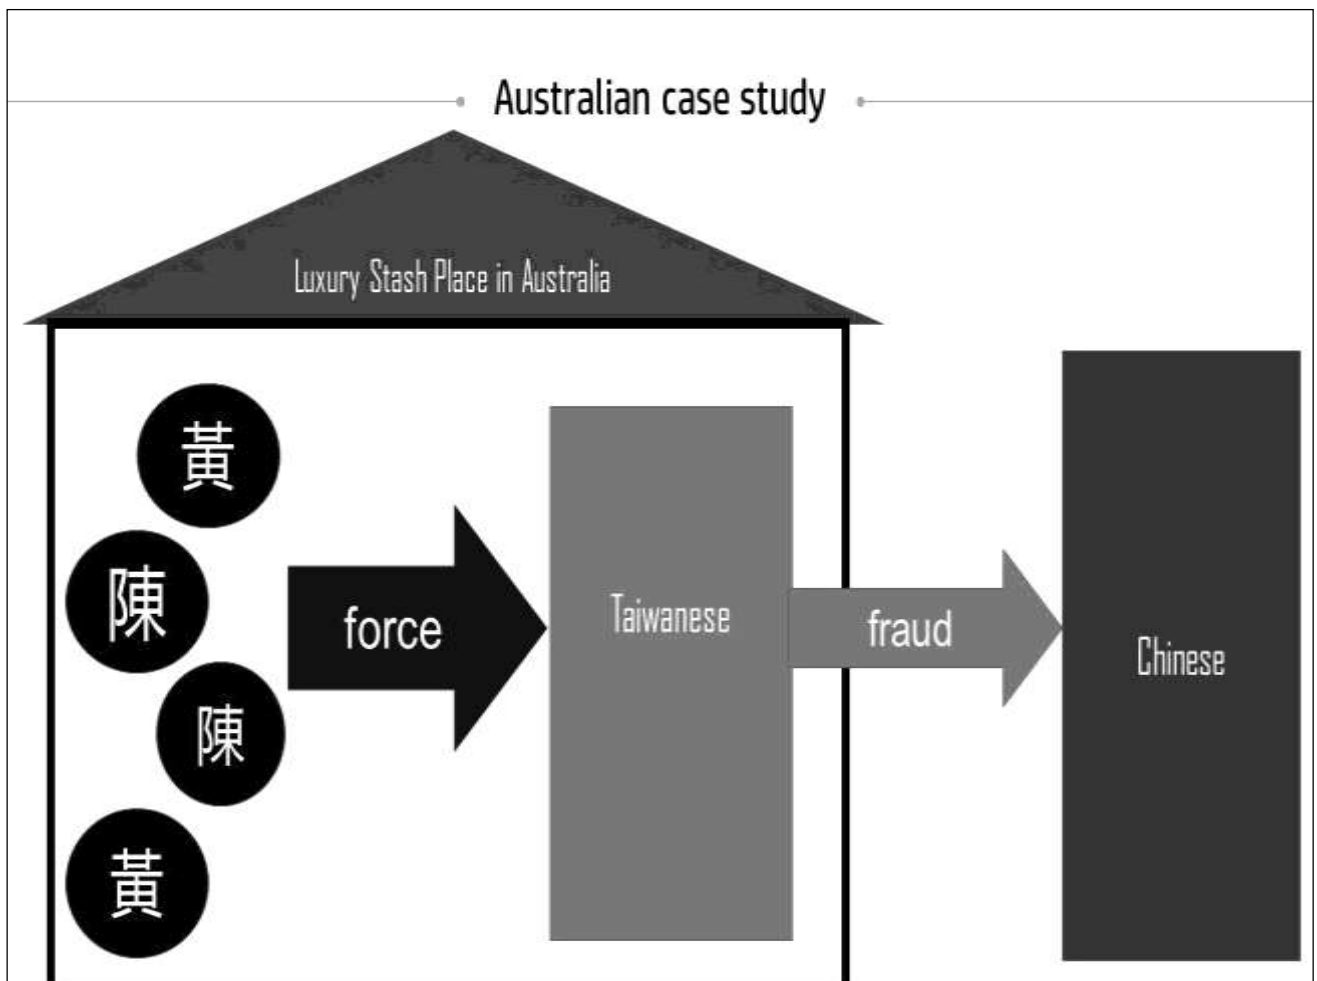 Australian case study
Luxury Stash Place in Australia
黃
陳
陳
黃
force
Taiwanese
fraud
Chinese